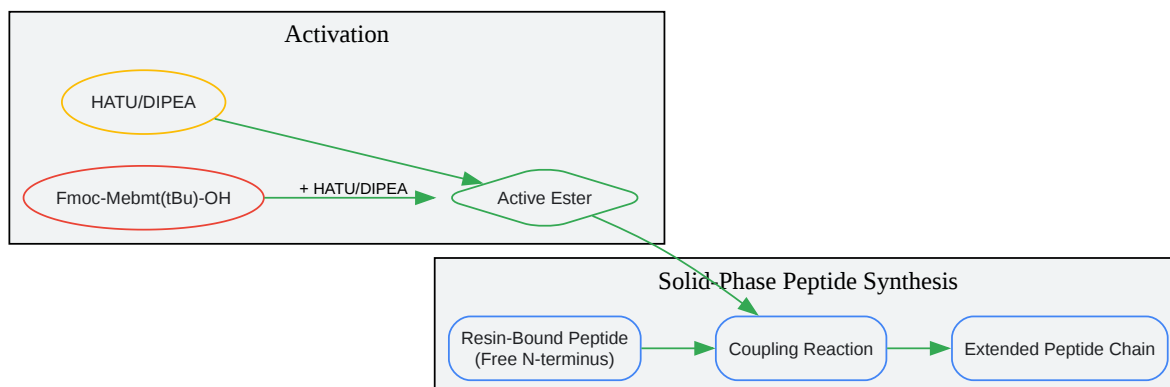 Activation
HATU/DIPEA
Fmoc-Mebmt(tBu)-OH
+ HATU/DIPEA
Active Ester
Solid-Phase Peptide Synthesis
Resin-Bound Peptide
(Free N-terminus)
Coupling Reaction
Extended Peptide Chain